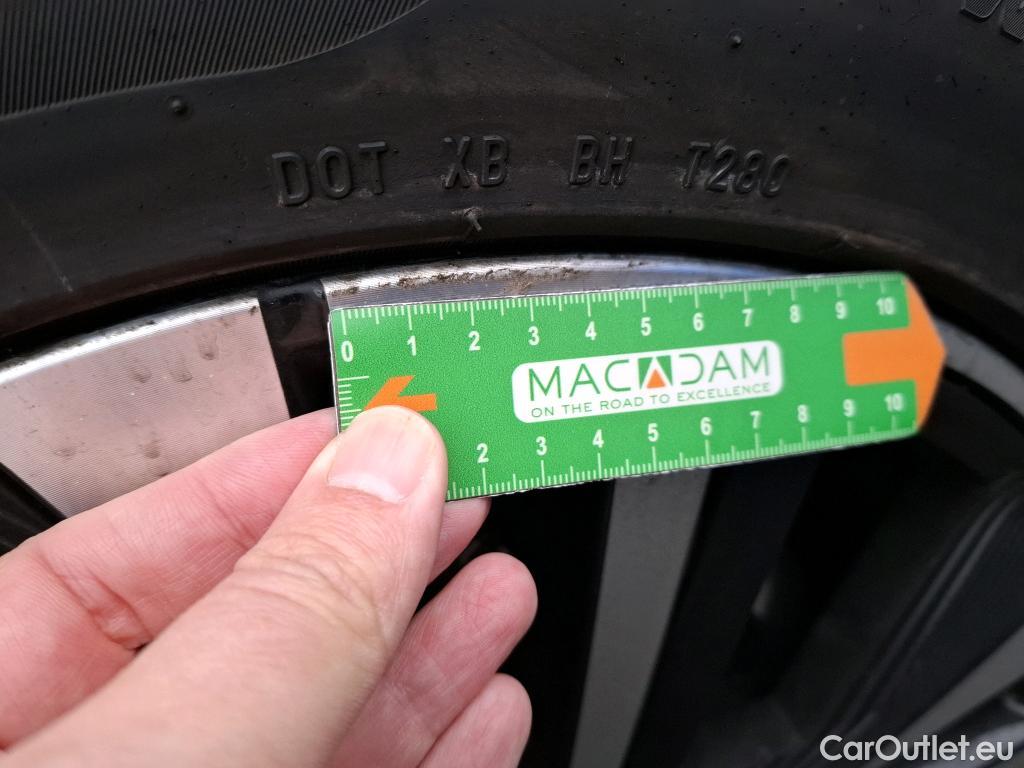 DOT XB BH T280
0 1 2 3 4 5 6 7 8 9 10
MACADAM
ON THE ROAD TO EXCELLENCE
2 3 4 5 6 7 8 9 10
CarOutlet.eu